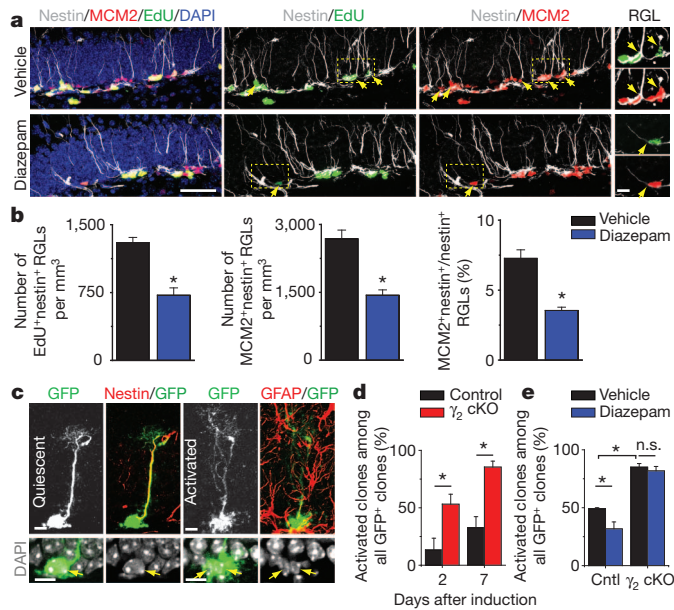 a
Nestin/MCM2/EdU/DAPI
Nestin/EdU
Nestin/MCM2
RGL
Vehicle
Diazepam
b
Number of
EdU⁺nestin⁺ RGLs
per mm³
1,500
750
0
*
Number of
MCM2⁺nestin⁺ RGLs
per mm³
3,000
1,500
0
*
MCM2⁺nestin⁺/nestin⁺
RGLs (%)
10
5
0
*
Vehicle
Diazepam
c
GFP
Nestin/GFP
GFP
GFAP/GFP
Quiescent
Activated
DAPI
d
Control
γ₂ cKO
Activated clones among
all GFP⁺ clones (%)
100
50
0
*
*
2
7
Days after induction
e
Vehicle
Diazepam
Activated clones among
all GFP⁺ clones (%)
100
50
0
*
*
n.s.
Cntl
γ₂ cKO